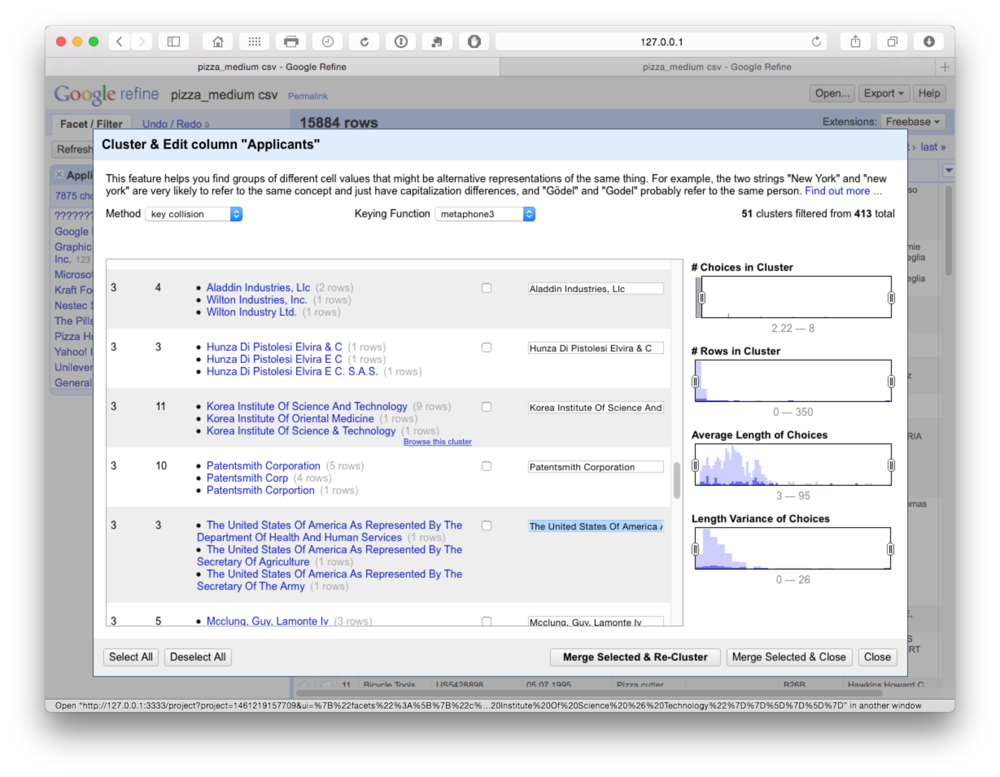 127.0.0.1
pizza_medium csv - Google Refine
pizza_medium csv - Google Refine
Google refine pizza_medium csv Permalink
Open... Export Help
Facet / Filter Undo / Redo 9
15884 rows
Extensions: Freebase
Refresh
last »
Cluster & Edit column "Applicants"
This feature helps you find groups of different cell values that might be alternative representations of the same thing. For example, the two strings "New York" and "new
york" are very likely to refer to the same concept and just have capitalization differences, and "Gödel" and "Godel" probably refer to the same person. Find out more ...
Method key collision Keying Function metaphone3 51 clusters filtered from 413 total
Appli
7875 cho
???????
Google
Graphic
Inc. 123
Microsof
Kraft Fo
Nestec S
The Pills
Pizza Hu
Yahoo! I
Unilever
General
3 4 • Aladdin Industries, Llc (2 rows) Aladdin Industries, Llc
• Wilton Industries, Inc. (1 rows)
• Wilton Industry Ltd. (1 rows)
3 3 • Hunza Di Pistolesi Elvira & C (1 rows) Hunza Di Pistolesi Elvira & C
• Hunza Di Pistolesi Elvira E C (1 rows)
• Hunza Di Pistolesi Elvira E C. S.A.S. (1 rows)
3 11 • Korea Institute Of Science And Technology (9 rows) Korea Institute Of Science And
• Korea Institute Of Oriental Medicine (1 rows)
• Korea Institute Of Science & Technology (1 rows)
Browse this cluster
3 10 • Patentsmith Corporation (5 rows) Patentsmith Corporation
• Patentsmith Corp (4 rows)
• Patentsmith Corportion (1 rows)
3 3 • The United States Of America As Represented By The The United States Of America
Department Of Health And Human Services (1 rows)
• The United States Of America As Represented By The
Secretary Of Agriculture (1 rows)
• The United States Of America As Represented By The
Secretary Of The Army (1 rows)
3 5 • Mcclung, Guy, Lamonte Iv (3 rows) Mcclung, Guy, Lamonte Iv
# Choices in Cluster
2.22 — 8
# Rows in Cluster
0 — 350
Average Length of Choices
3 — 95
Length Variance of Choices
0 — 26
so
mie
eglia
eglia
z
RIA
omas
E,
S
RT
Select All Deselect All Merge Selected & Re-Cluster Merge Selected & Close Close
11 Bicycle Tools US5428898 05.07.1995 Pizza cutter B26B Hawkins Howard C
Open "http://127.0.0.1:3333/project?project=1461219157709&ui=%7B%22facets%22%3A%5B%7B%22c%...20Institute%20Of%20Science%20%26%20Technology%22%7D%7D%5D%7D%5D%7D" in another window